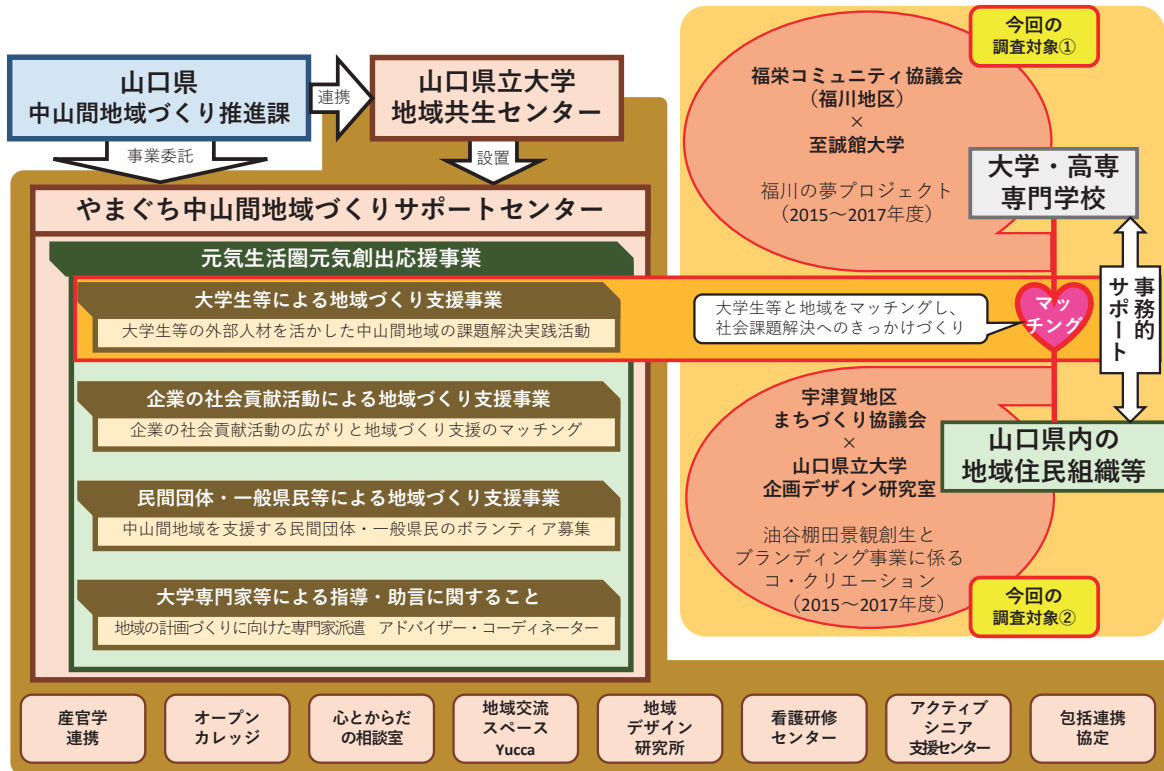 山口県
中山間地域づくり推進課
連携
山口県立大学
地域共生センター
事業委託
設置
やまぐち中山間地域づくりサポートセンター
元気生活圏元気創出応援事業
大学生等による地域づくり支援事業
大学生等の外部人材を活かした中山間地域の課題解決実践活動
企業の社会貢献活動による地域づくり支援事業
企業の社会貢献活動の広がりと地域づくり支援のマッチング
民間団体・一般県民等による地域づくり支援事業
中山間地域を支援する民間団体・一般県民のボランティア募集
大学専門家等による指導・助言に関すること
地域の計画づくりに向けた専門家派遣　アドバイザー・コーディネーター
今回の
調査対象①
福栄コミュニティ協議会
（福川地区）
×
至誠館大学
福川の夢プロジェクト
（2015～2017年度）
大学・高専
専門学校
大学生等と地域をマッチングし、
社会課題解決へのきっかけづくり
マッ
チング
事務的
サポート
宇津賀地区
まちづくり協議会
×
山口県立大学
企画デザイン研究室
油谷棚田景観創生と
ブランディング事業に係る
コ・クリエーション
（2015～2017年度）
山口県内の
地域住民組織等
今回の
調査対象②
産官学
連携
オープン
カレッジ
心とからだ
の相談室
地域交流
スペース
Yucca
地域
デザイン
研究所
看護研修
センター
アクティブ
シニア
支援センター
包括連携
協定